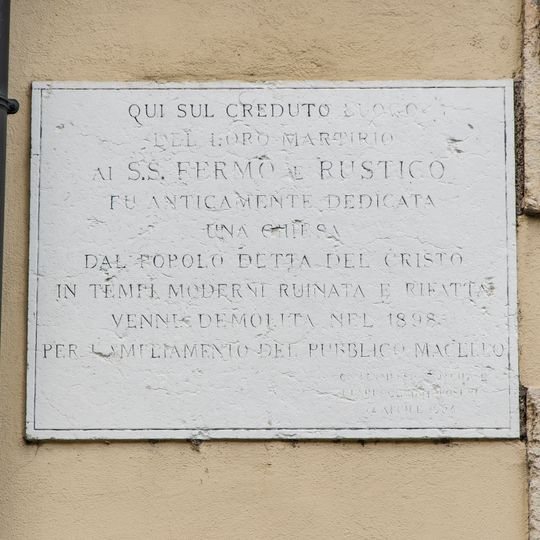 QUI SUL CREDUTO LUOGO
DEL LORO MARTIRIO
AI S.S. FERMO E RUSTICO
FU ANTICAMENTE DEDICATA
UNA CHIESA
DAL POPOLO DETTA DEL CRISTO
IN TEMPI MODERNI RUINATA E RIFATTA
VENNE DEMOLITA NEL 1898
PER L'AMPLIAMENTO DEL PUBBLICO MACELLO
APRILE